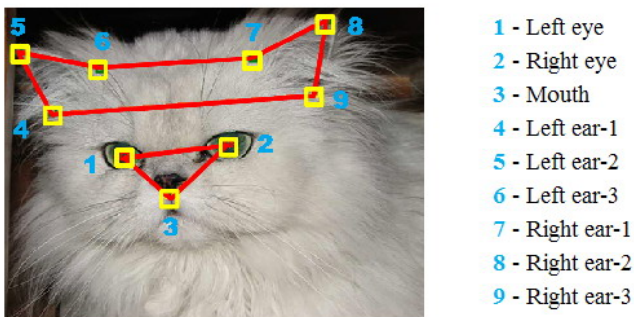 5
6
7
8
4
9
1
2
3
1 - Left eye
2 - Right eye
3 - Mouth
4 - Left ear-1
5 - Left ear-2
6 - Left ear-3
7 - Right ear-1
8 - Right ear-2
9 - Right ear-3